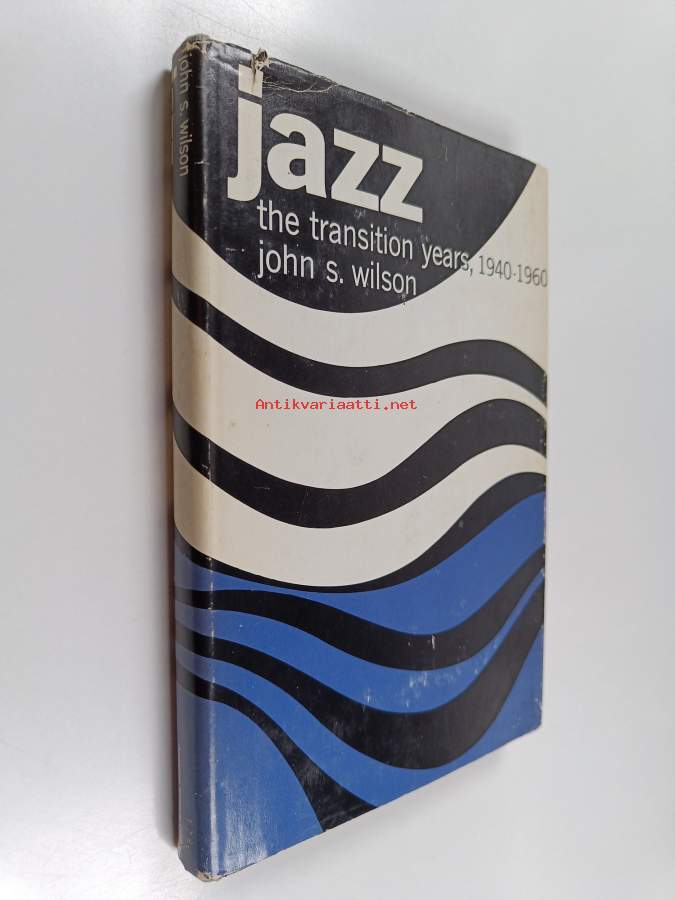 john s. wilson
jazz
the transition years, 1940-1960
john s. wilson
Antikvariaatti.net